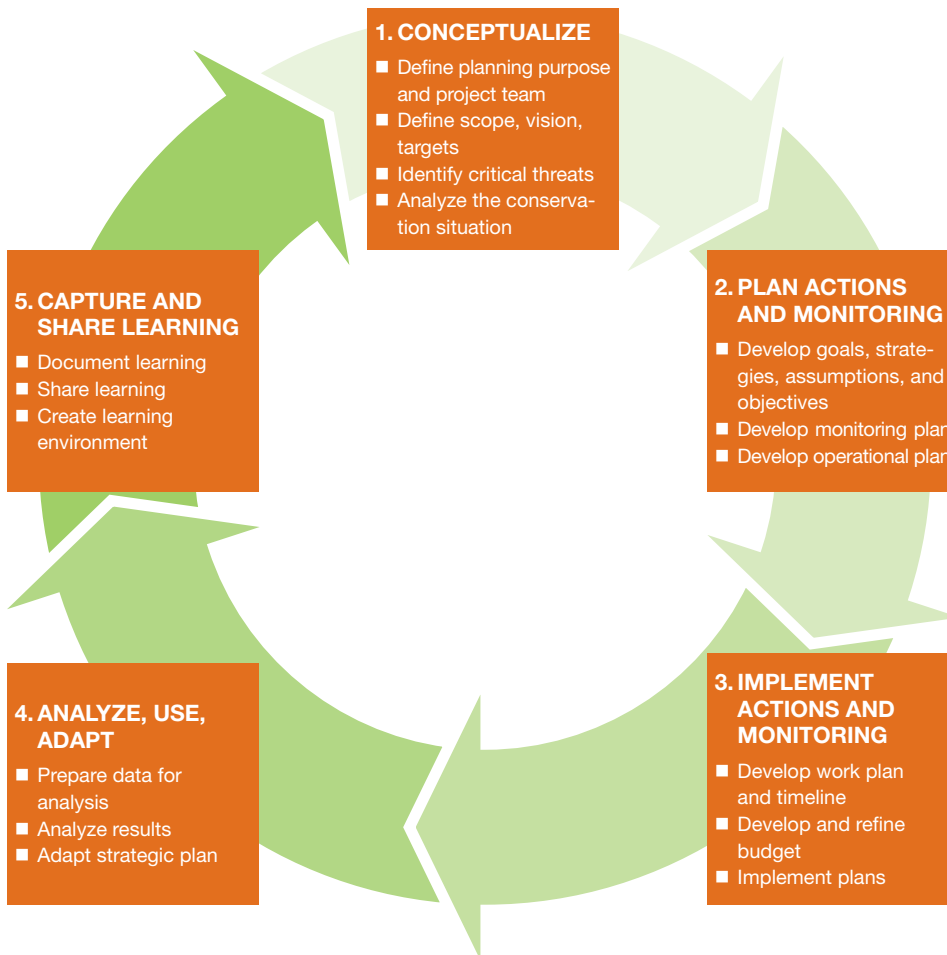 1. CONCEPTUALIZE
■ Define planning purpose
and project team
■ Define scope, vision,
targets
■ Identify critical threats
■ Analyze the conserva-
tion situation
2. PLAN ACTIONS
AND MONITORING
■ Develop goals, strate-
gies, assumptions, and
objectives
■ Develop monitoring plan
■ Develop operational plan
3. IMPLEMENT
ACTIONS AND
MONITORING
■ Develop work plan
and timeline
■ Develop and refine
budget
■ Implement plans
4. ANALYZE, USE,
ADAPT
■ Prepare data for
analysis
■ Analyze results
■ Adapt strategic plan
5. CAPTURE AND
SHARE LEARNING
■ Document learning
■ Share learning
■ Create learning
environment